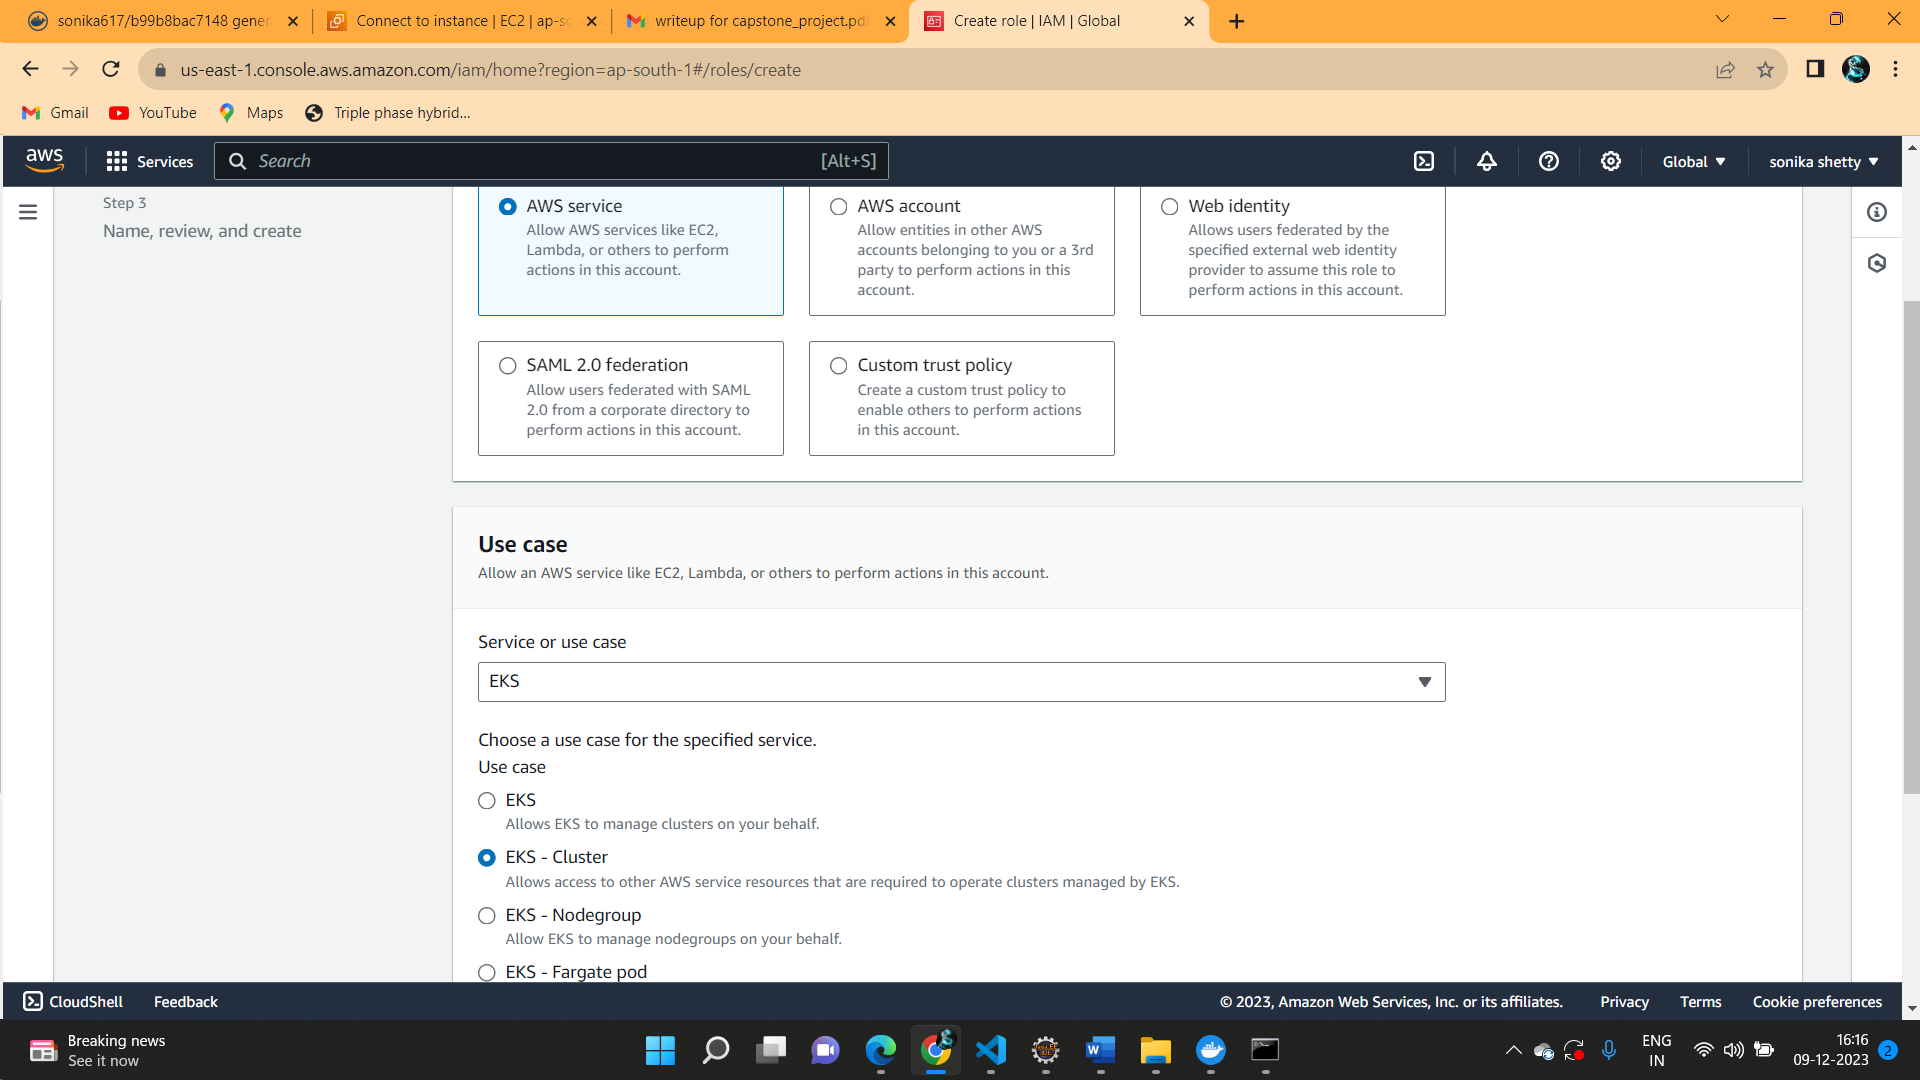 sonika617/b99b8bac7148 gener
Connect to instance | EC2 | ap-so
writeup for capstone_project.pdf
Create role | IAM | Global
us-east-1.console.aws.amazon.com/iam/home?region=ap-south-1#/roles/create
Gmail
YouTube
Maps
Triple phase hybrid...
aws
Services
Search
[Alt+S]
Global
sonika shetty
Step 3
Name, review, and create
AWS service
Allow AWS services like EC2,
Lambda, or others to perform
actions in this account.
AWS account
Allow entities in other AWS
accounts belonging to you or a 3rd
party to perform actions in this
account.
Web identity
Allows users federated by the
specified external web identity
provider to assume this role to
perform actions in this account.
SAML 2.0 federation
Allow users federated with SAML
2.0 from a corporate directory to
perform actions in this account.
Custom trust policy
Create a custom trust policy to
enable others to perform actions
in this account.
Use case
Allow an AWS service like EC2, Lambda, or others to perform actions in this account.
Service or use case
EKS
Choose a use case for the specified service.
Use case
EKS
Allows EKS to manage clusters on your behalf.
EKS - Cluster
Allows access to other AWS service resources that are required to operate clusters managed by EKS.
EKS - Nodegroup
Allow EKS to manage nodegroups on your behalf.
EKS - Fargate pod
CloudShell
Feedback
© 2023, Amazon Web Services, Inc. or its affiliates.
Privacy
Terms
Cookie preferences
Breaking news
See it now
ENG
IN
16:16
09-12-2023
2